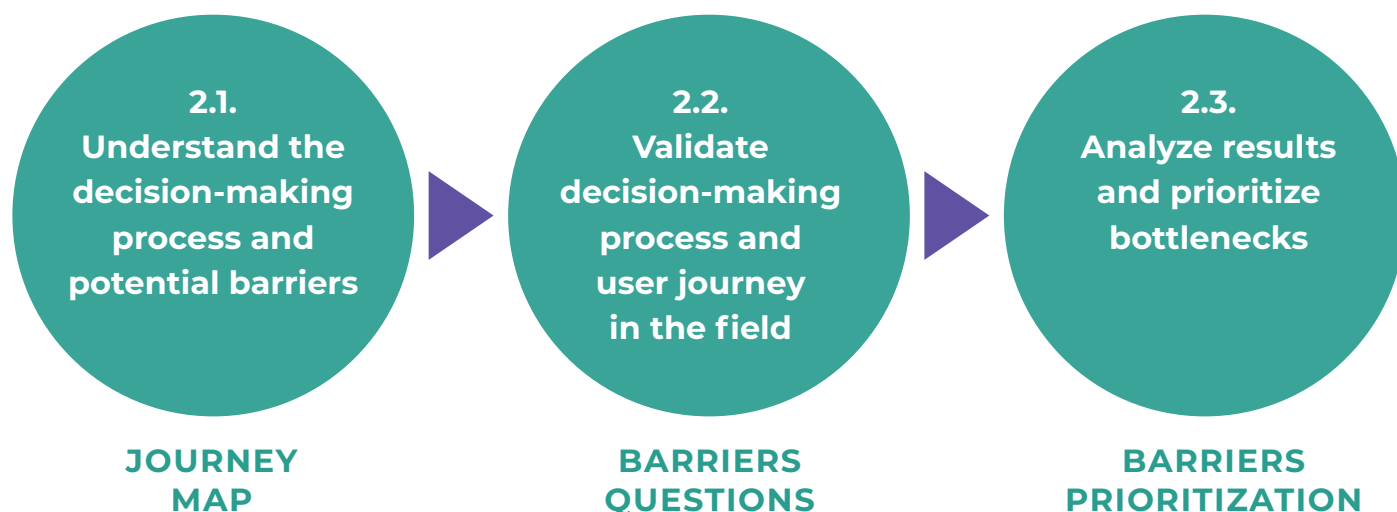 2.1.
Understand the
decision-making
process and
potential barriers
2.2.
Validate
decision-making
process and
user journey
in the field
2.3.
Analyze results
and prioritize
bottlenecks
JOURNEY
MAP
BARRIERS
QUESTIONS
BARRIERS
PRIORITIZATION